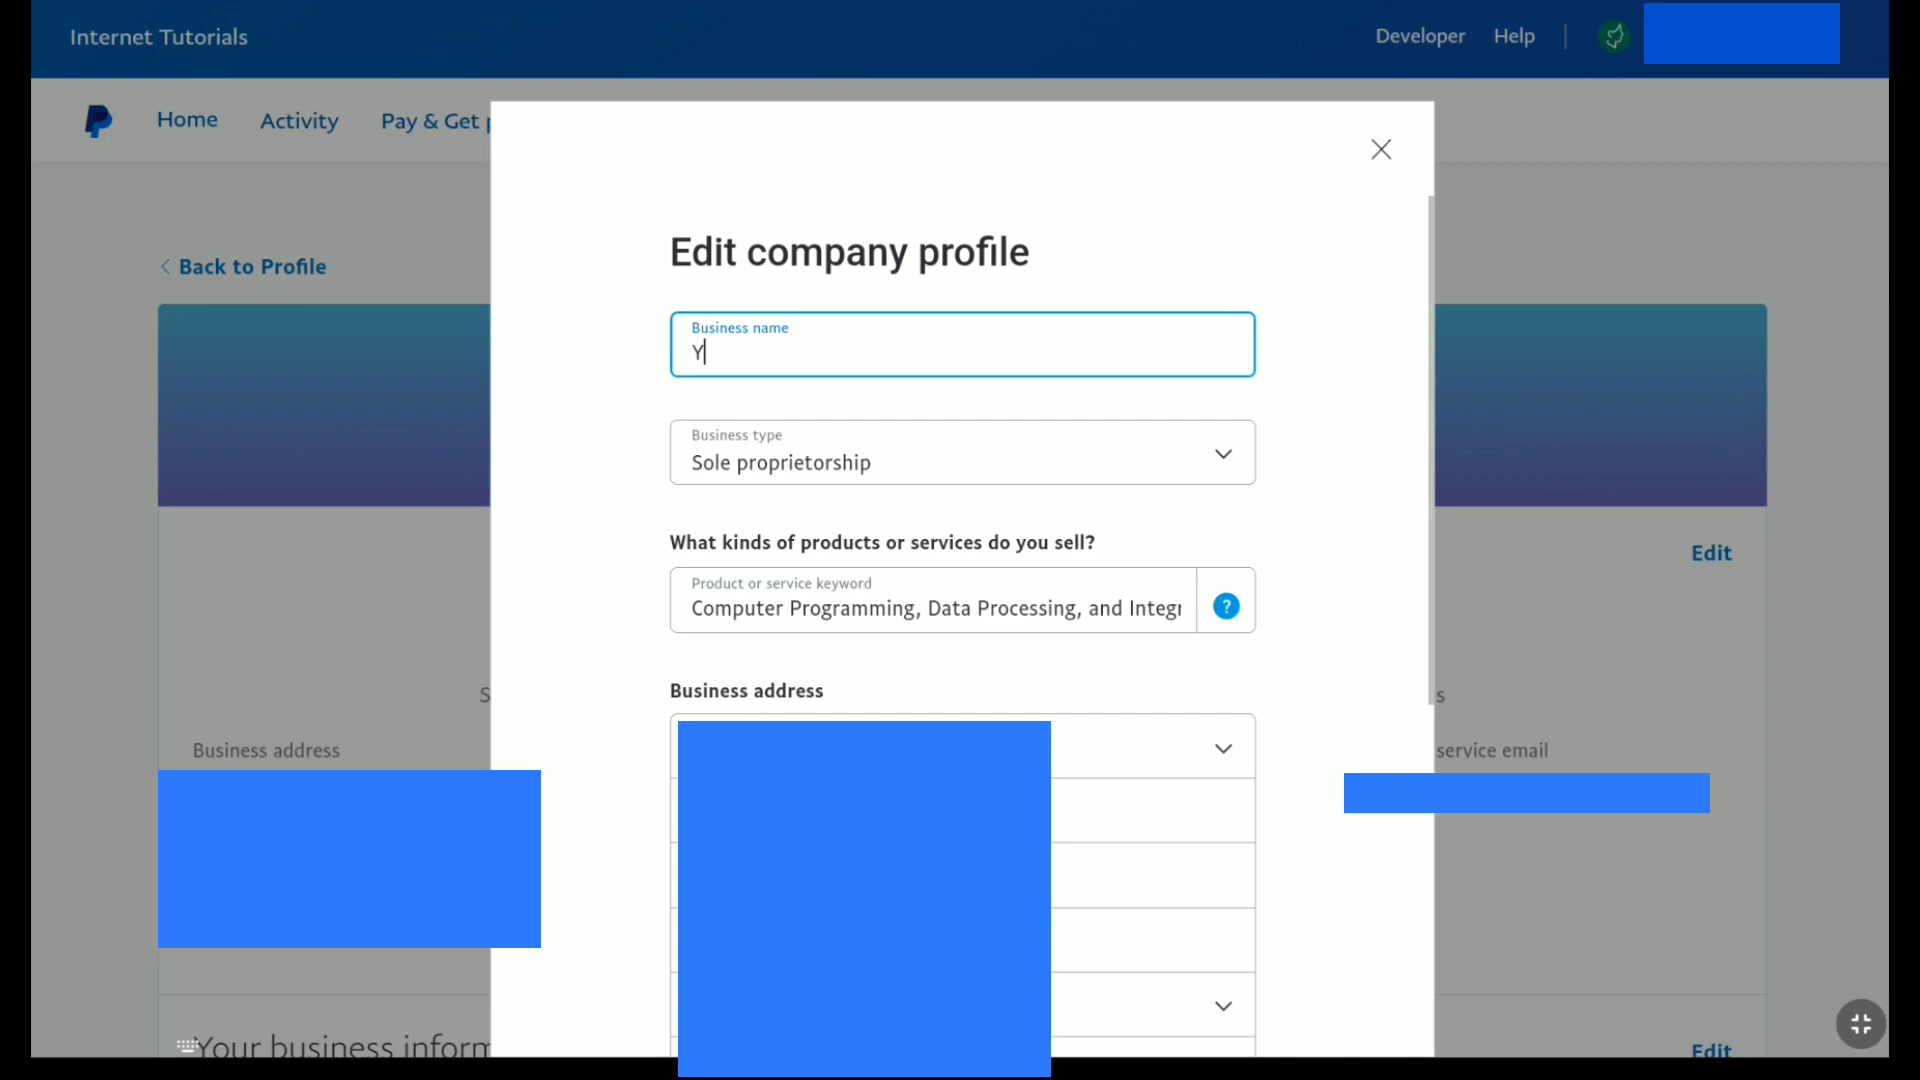 Internet Tutorials
Developer Help
Home Activity Pay & Get
Back to Profile
Edit company profile
Business name
Y
Business type
Sole proprietorship
What kinds of products or services do you sell?
Product or service keyword
Computer Programming, Data Processing, and Integr
?
Edit
Business address
Business address
service email
Your business inform
Edit